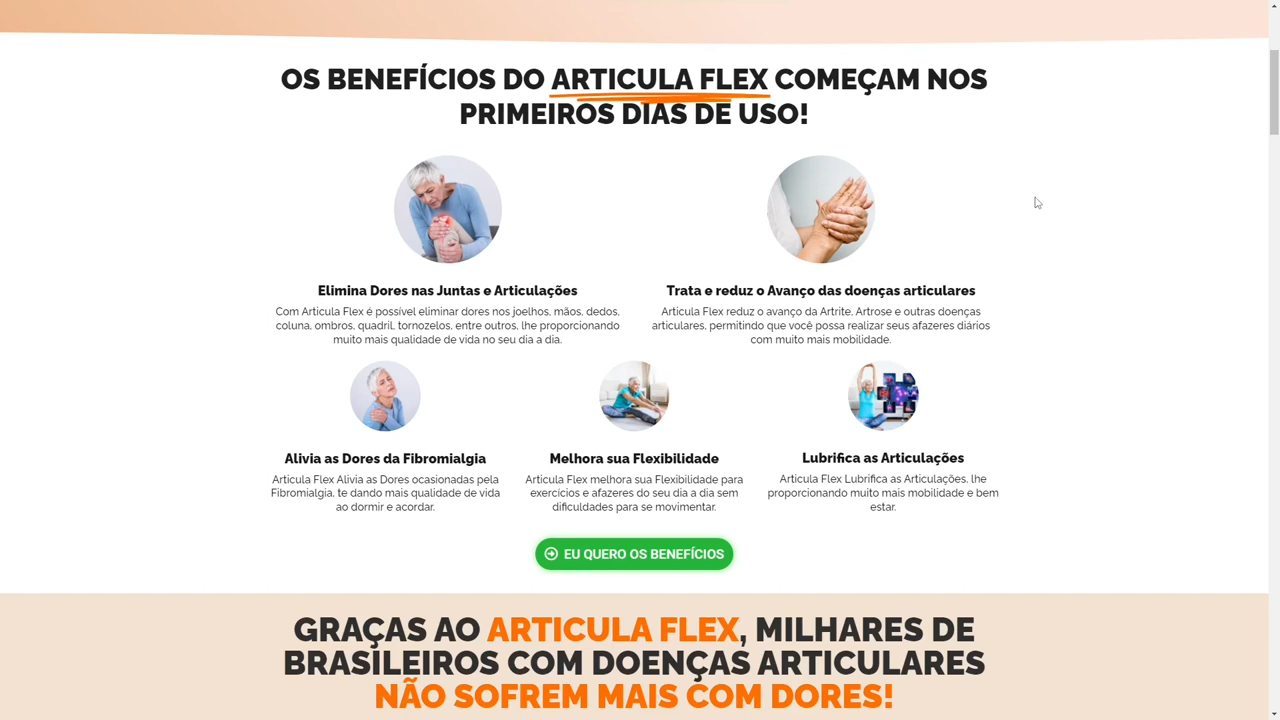 OS BENEFÍCIOS DO ARTICULA FLEX COMEÇAM NOS
PRIMEIROS DIAS DE USO!
Elimina Dores nas Juntas e Articulações
Com Articula Flex é possível eliminar dores nos joelhos, mãos, dedos,
coluna, ombros, quadril, tornozelos, entre outros, lhe proporcionando
muito mais qualidade de vida no seu dia a dia.
Trata e reduz o Avanço das doenças articulares
Articula Flex reduz o avanço da Artrite, Artrose e outras doenças
articulares, permitindo que você possa realizar seus afazeres diários
com muito mais mobilidade.
Alivia as Dores da Fibromialgia
Articula Flex Alivia as Dores ocasionadas pela
Fibromialgia, te dando mais qualidade de vida
ao dormir e acordar.
Melhora sua Flexibilidade
Articula Flex melhora sua Flexibilidade para
exercícios e afazeres do seu dia a dia sem
dificuldades para se movimentar.
Lubrifica as Articulações
Articula Flex Lubrifica as Articulações, lhe
proporcionando muito mais mobilidade e bem
estar.
EU QUERO OS BENEFÍCIOS
GRAÇAS AO ARTICULA FLEX, MILHARES DE
BRASILEIROS COM DOENÇAS ARTICULARES
NÃO SOFREM MAIS COM DORES!